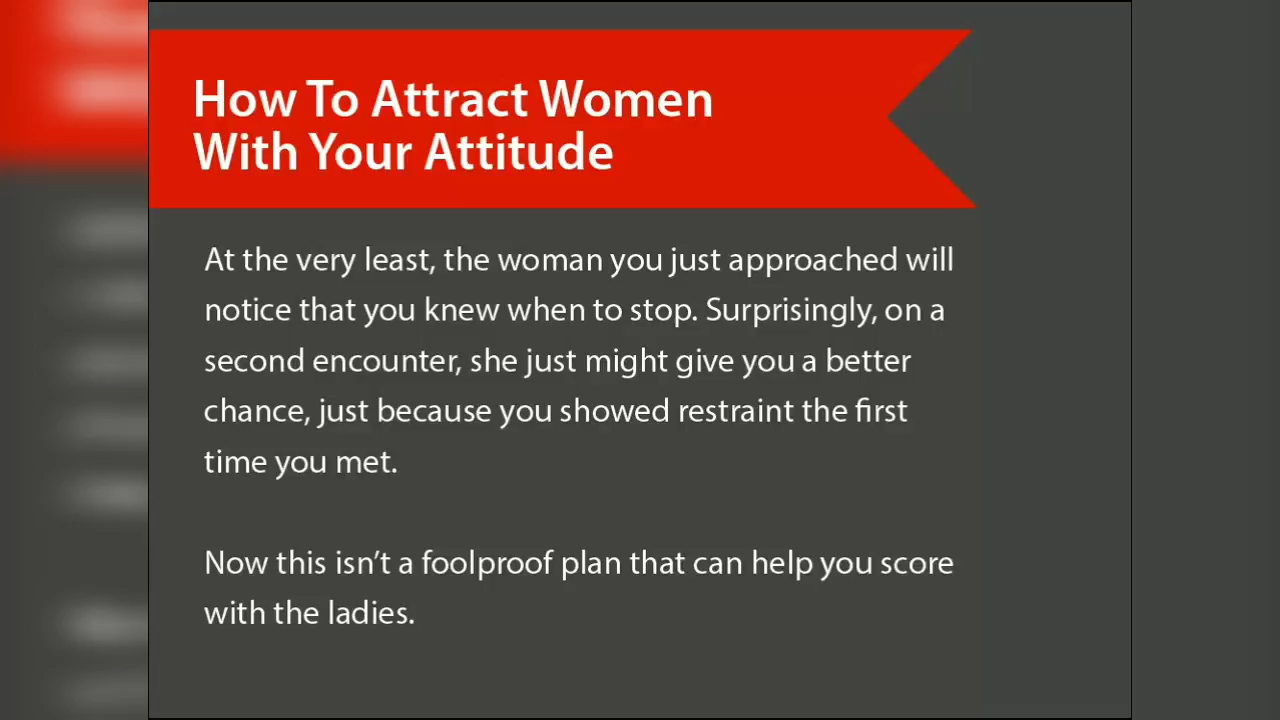 How To Attract Women
With Your Attitude
At the very least, the woman you just approached will
notice that you knew when to stop. Surprisingly, on a
second encounter, she just might give you a better
chance, just because you showed restraint the first
time you met.
Now this isn’t a foolproof plan that can help you score
with the ladies.